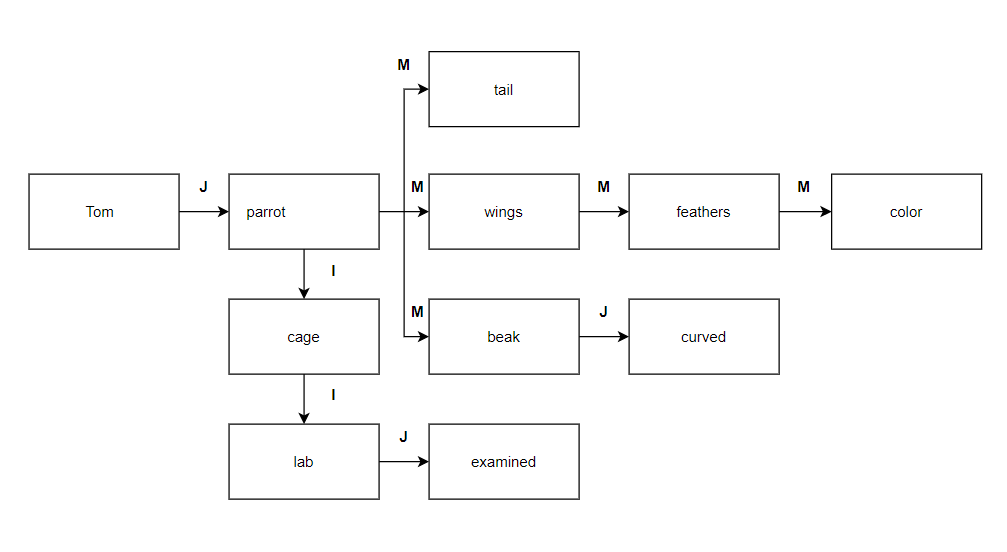 M
tail
J
M
M
M
Tom
parrot
wings
feathers
color
I
M
J
cage
beak
curved
I
J
lab
examined